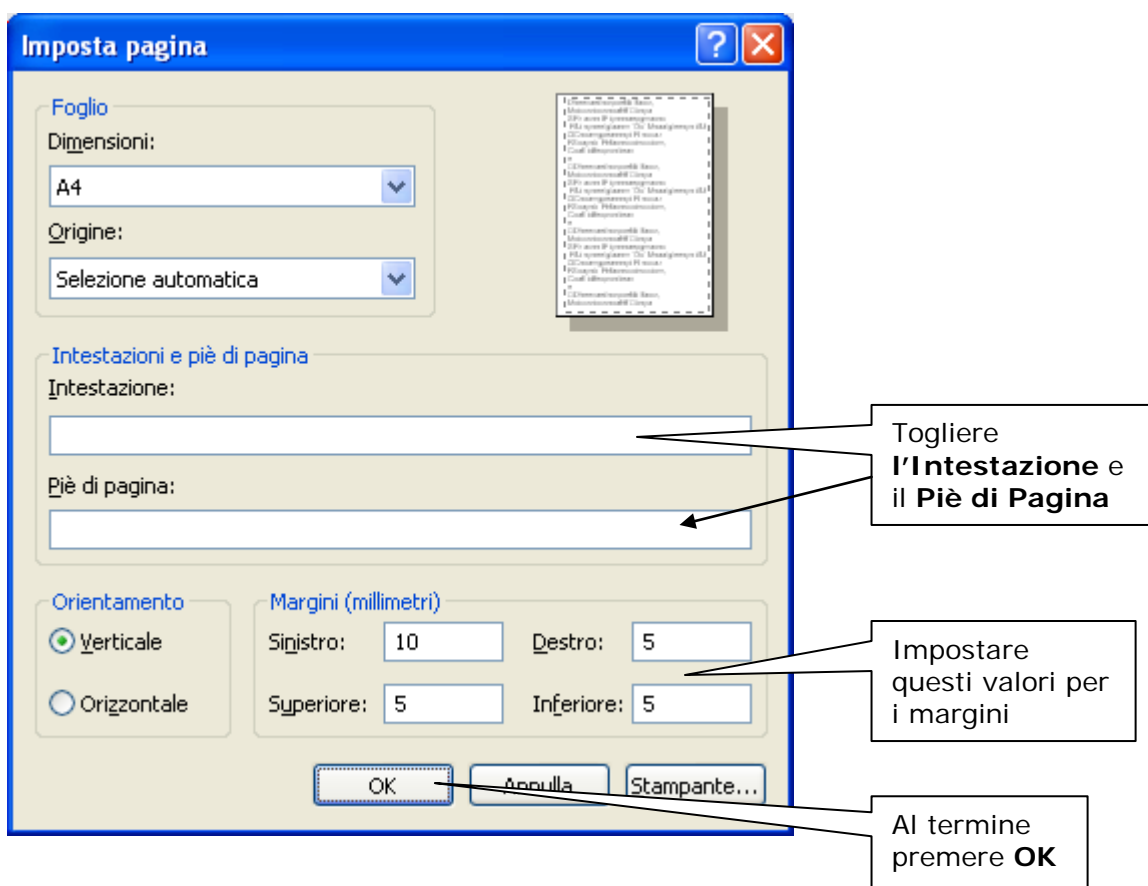 Imposta pagina
Foglio
Dimensioni:
A4
Origine:
Selezione automatica
Intestazioni e piè di pagina
Intestazione:
Piè di pagina:
Togliere
l'Intestazione e
il Piè di Pagina
Orientamento
Verticale
Orizzontale
Margini (millimetri)
Sinistro: 10 Destro: 5
Superiore: 5 Inferiore: 5
Impostare
questi valori per
i margini
OK Annulla Stampante...
Al termine
premere OK